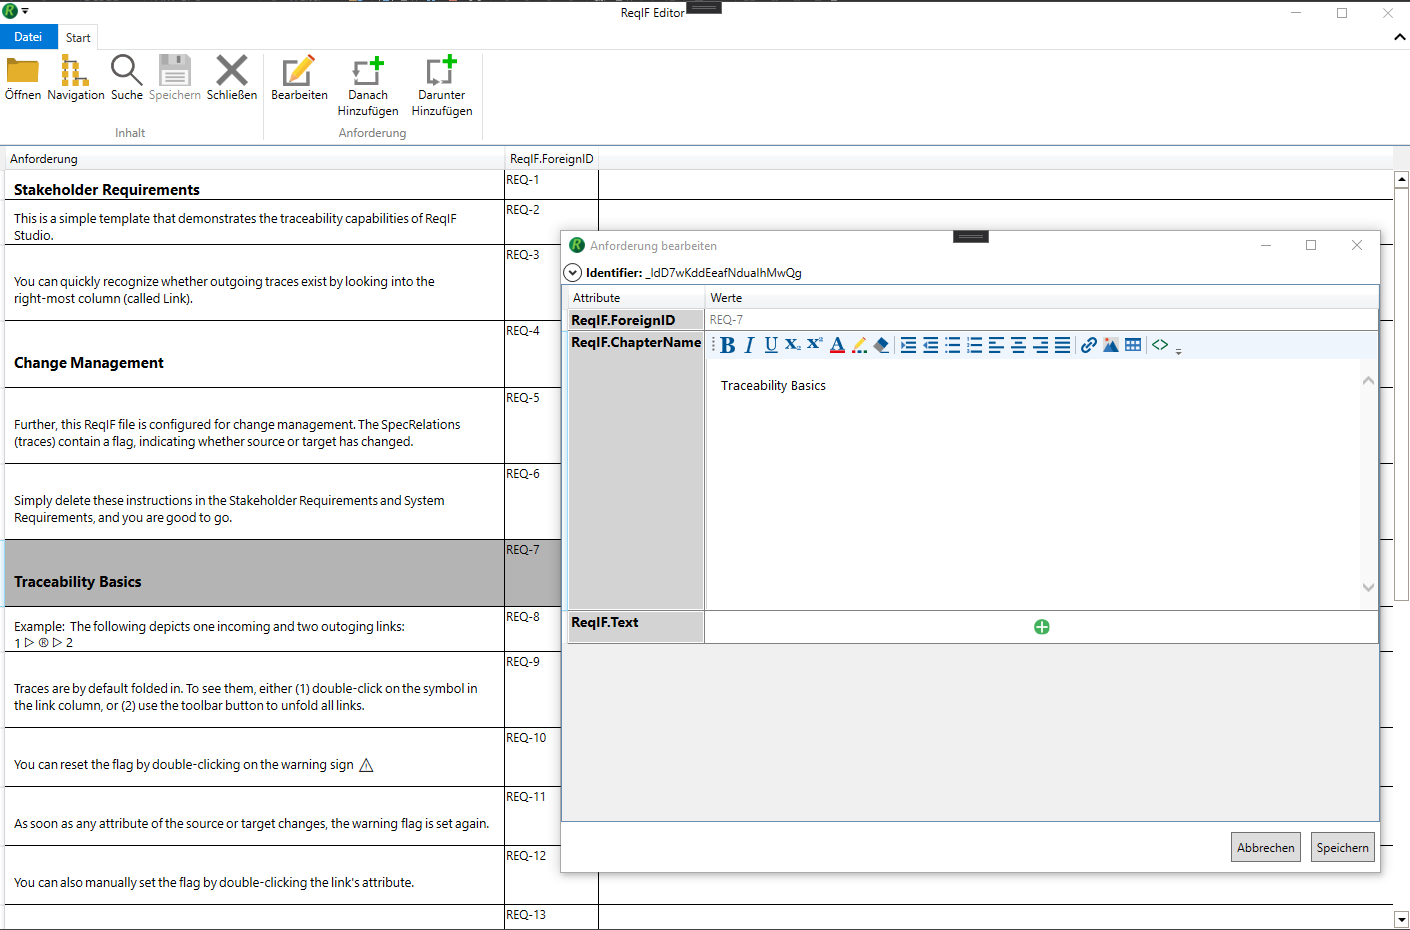 ReqIF Editor
Datei
Start
Öffnen
Navigation
Suche
Speichern
Schließen
Bearbeiten
Danach
Hinzufügen
Darunter
Hinzufügen
Inhalt
Anforderung
Anforderung
ReqIF.ForeignID
Stakeholder Requirements
REQ-1
This is a simple template that demonstrates the traceability capabilities of ReqIF
Studio.
REQ-2
You can quickly recognize whether outgoing traces exist by looking into the
right-most column (called Link).
REQ-3
Change Management
REQ-4
Further, this ReqIF file is configured for change management. The SpecRelations
(traces) contain a flag, indicating whether source or target has changed.
REQ-5
Simply delete these instructions in the Stakeholder Requirements and System
Requirements, and you are good to go.
REQ-6
Traceability Basics
REQ-7
Example:  The following depicts one incoming and two outoging links:
1 ▷ ® ▷ 2
REQ-8
Traces are by default folded in. To see them, either (1) double-click on the symbol in
the link column, or (2) use the toolbar button to unfold all links.
REQ-9
You can reset the flag by double-clicking on the warning sign ⚠
REQ-10
As soon as any attribute of the source or target changes, the warning flag is set again.
REQ-11
You can also manually set the flag by double-clicking the link's attribute.
REQ-12
REQ-13
Anforderung bearbeiten
Identifier: _IdD7wKddEeafNdualhMwQg
Attribute
Werte
ReqIF.ForeignID
REQ-7
ReqIF.ChapterName
Traceability Basics
ReqIF.Text
Abbrechen
Speichern